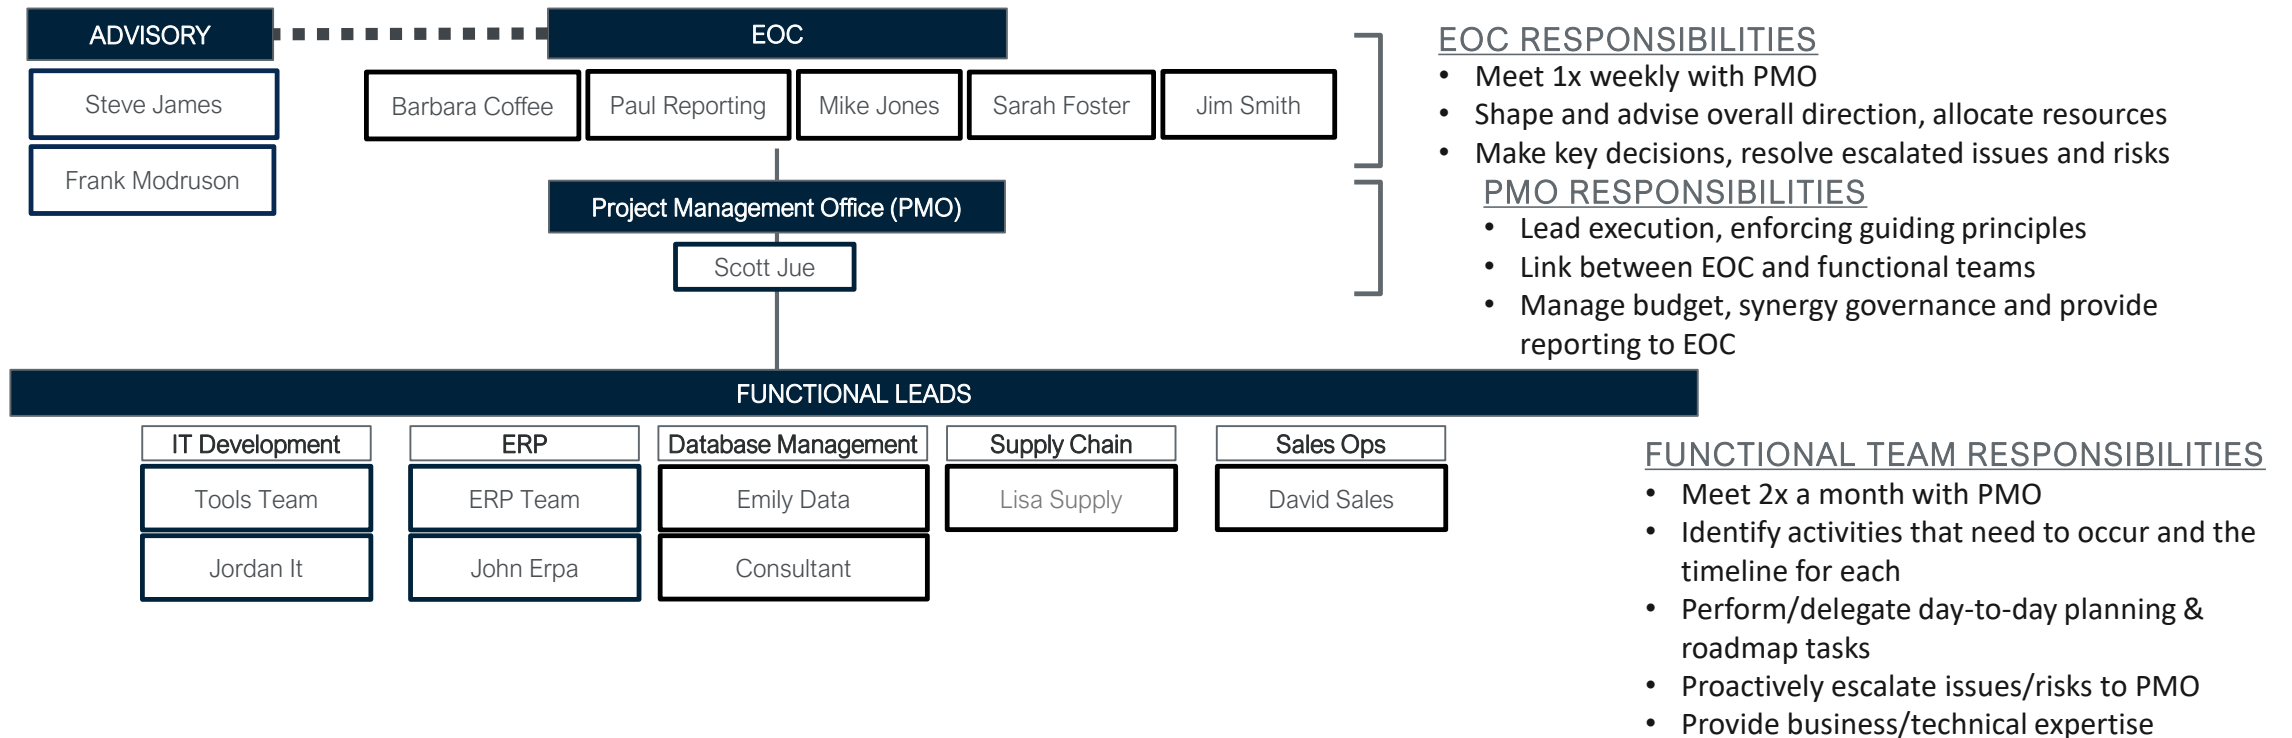 ADVISORY
EOC
Steve James
Frank Modruson
Barbara Coffee
Paul Reporting
Mike Jones
Sarah Foster
Jim Smith
EOC RESPONSIBILITIES
• Meet 1x weekly with PMO
• Shape and advise overall direction, allocate resources
• Make key decisions, resolve escalated issues and risks
Project Management Office (PMO)
Scott Jue
PMO RESPONSIBILITIES
• Lead execution, enforcing guiding principles
• Link between EOC and functional teams
• Manage budget, synergy governance and provide
reporting to EOC
FUNCTIONAL LEADS
IT Development
Tools Team
Jordan It
ERP
ERP Team
John Erpa
Database Management
Emily Data
Consultant
Supply Chain
Lisa Supply
Sales Ops
David Sales
FUNCTIONAL TEAM RESPONSIBILITIES
• Meet 2x a month with PMO
• Identify activities that need to occur and the
timeline for each
• Perform/delegate day-to-day planning &
roadmap tasks
• Proactively escalate issues/risks to PMO
• Provide business/technical expertise